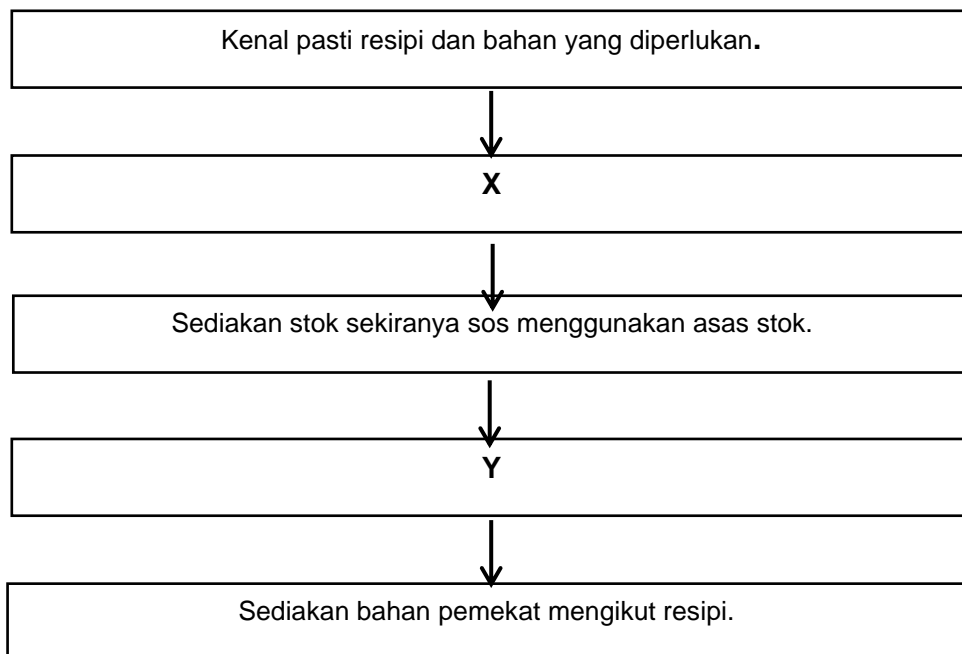 Kenal pasti resipi dan bahan yang diperlukan.
X
Sediakan stok sekiranya sos menggunakan asas stok.
Y
Sediakan bahan pemekat mengikut resipi.